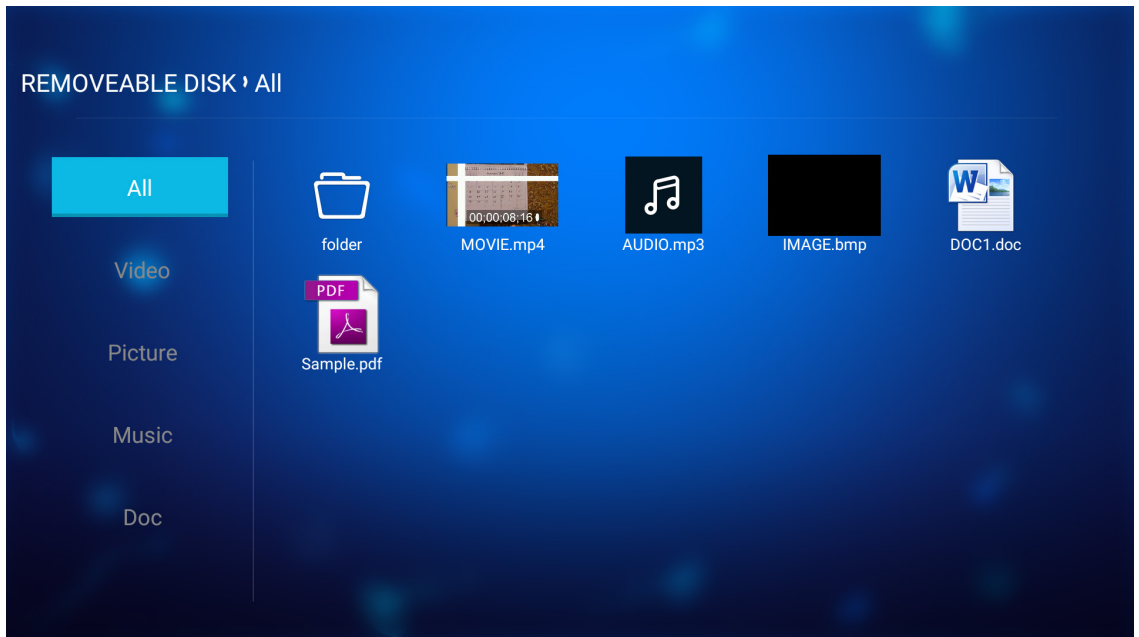 REMOVEABLE DISK All
All
Video
Picture
Music
Doc
folder
00;00;08;16
MOVIE.mp4
AUDIO.mp3
IMAGE.bmp
W
DOC1.doc
PDF
Sample.pdf